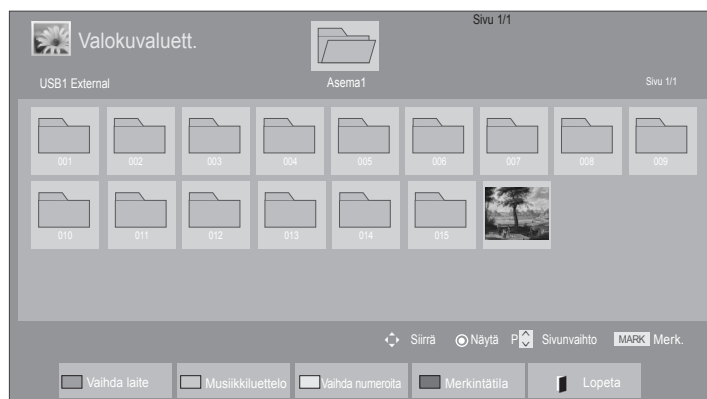 Sivu 1/1
Valokuvaluett.
USB1 External
Asema1
Sivu 1/1
001 002 003 004 005 006 007 008 009
010 011 012 013 014 015
Siirrä Näytä P Sivunvaihto MARK Merk.
Vaihda laite Musiikkiluettelo Vaihda numeroita Merkintätila Lopeta